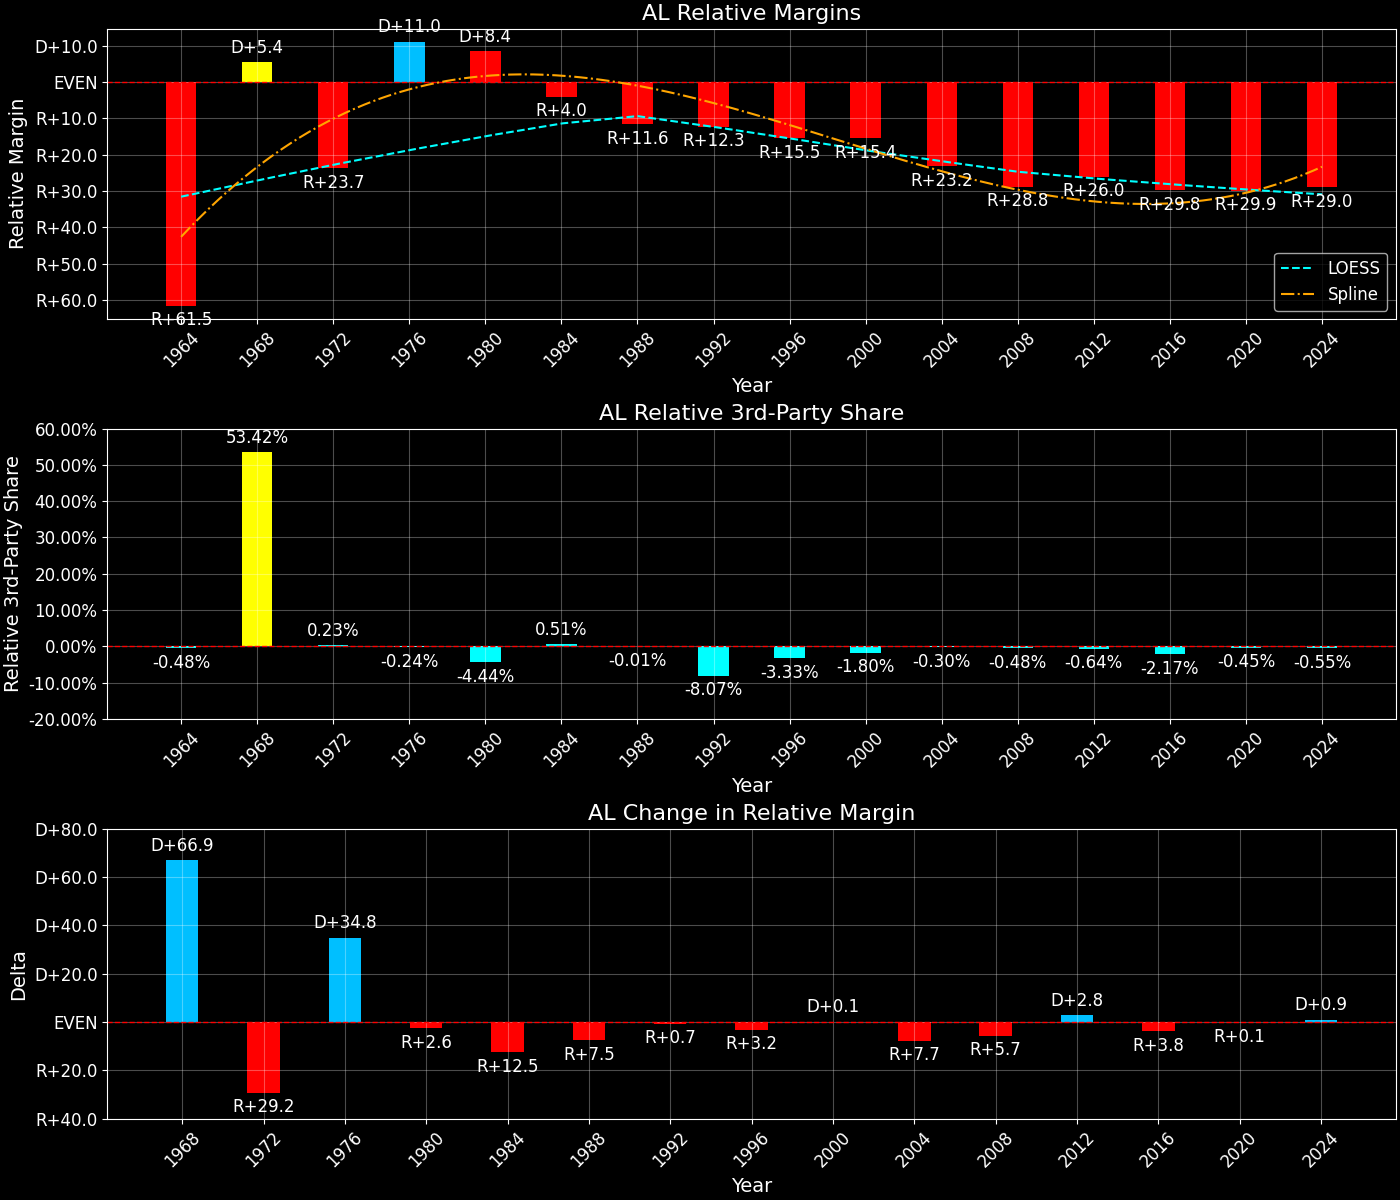 AL Relative Margins
Relative Margin
D+10.0
EVEN
R+10.0
R+20.0
R+30.0
R+40.0
R+50.0
R+60.0
R+61.5
D+5.4
R+23.7
D+11.0
D+8.4
R+4.0
R+11.6
R+12.3
R+15.5
R+15.4
R+23.2
R+28.8
R+26.0
R+29.8
R+29.9
R+29.0
LOESS
Spline
1964
1968
1972
1976
1980
1984
1988
1992
1996
2000
2004
2008
2012
2016
2020
2024
Year
AL Relative 3rd-Party Share
Relative 3rd-Party Share
60.00%
50.00%
40.00%
30.00%
20.00%
10.00%
0.00%
-10.00%
-20.00%
-0.48%
53.42%
0.23%
-0.24%
-4.44%
0.51%
-0.01%
-8.07%
-3.33%
-1.80%
-0.30%
-0.48%
-0.64%
-2.17%
-0.45%
-0.55%
1964
1968
1972
1976
1980
1984
1988
1992
1996
2000
2004
2008
2012
2016
2020
2024
Year
AL Change in Relative Margin
Delta
D+80.0
D+60.0
D+40.0
D+20.0
EVEN
R+20.0
R+40.0
D+66.9
R+29.2
D+34.8
R+2.6
R+12.5
R+7.5
R+0.7
R+3.2
D+0.1
R+7.7
R+5.7
D+2.8
R+3.8
R+0.1
D+0.9
1968
1972
1976
1980
1984
1988
1992
1996
2000
2004
2008
2012
2016
2020
2024
Year